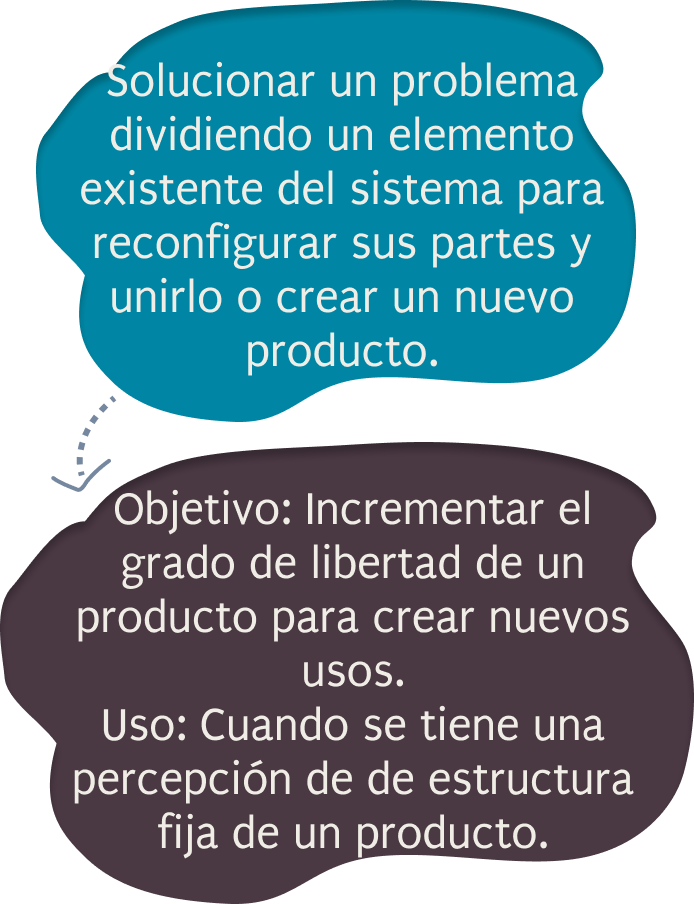 Solucionar un problema
dividiendo un elemento
existente del sistema para
reconfigurar sus partes y
unirlo o crear un nuevo
producto.
Objetivo: Incrementar el
grado de libertad de un
producto para crear nuevos
usos.
Uso: Cuando se tiene una
percepción de de estructura
fija de un producto.